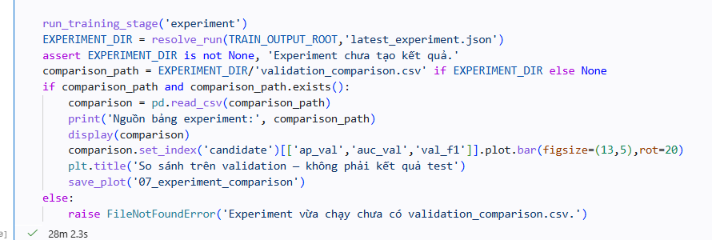 run_training_stage('experiment')
EXPERIMENT_DIR = resolve_run(TRAIN_OUTPUT_ROOT,'latest_experiment.json')
assert EXPERIMENT_DIR is not None, 'Experiment chưa tạo kết quả.'
comparison_path = EXPERIMENT_DIR/'validation_comparison.csv' if EXPERIMENT_DIR else None
if comparison_path and comparison_path.exists():
    comparison = pd.read_csv(comparison_path)
    print('Nguồn bảng experiment:', comparison_path)
    display(comparison)
    comparison.set_index('candidate')[['ap_val','auc_val','val_f1']].plot.bar(figsize=(13,5),rot=20)
    plt.title('So sánh trên validation — không phải kết quả test')
    save_plot('07_experiment_comparison')
else:
    raise FileNotFoundError('Experiment vừa chạy chưa có validation_comparison.csv.')
✓ 28m 2.3s